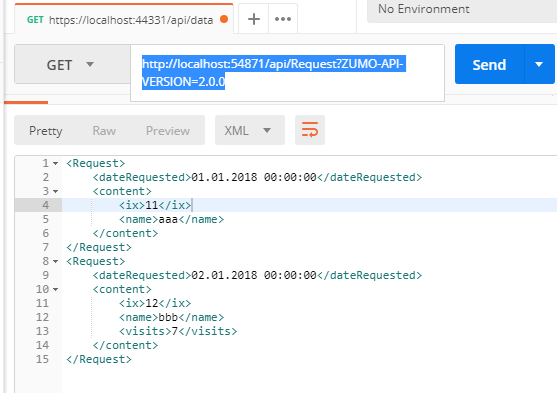 GET https://localhost:44331/api/data
No Environment
GET
http://localhost:54871/api/Request?ZUMO-API-
VERSION=2.0.0
Send
Pretty Raw Preview XML
1 <Request>
2 <dateRequested>01.01.2018 00:00:00</dateRequested>
3 <content>
4 <ix>11</ix>
5 <name>aaa</name>
6 </content>
7 </Request>
8 <Request>
9 <dateRequested>02.01.2018 00:00:00</dateRequested>
10 <content>
11 <ix>12</ix>
12 <name>bbb</name>
13 <visits>7</visits>
14 </content>
15 </Request>